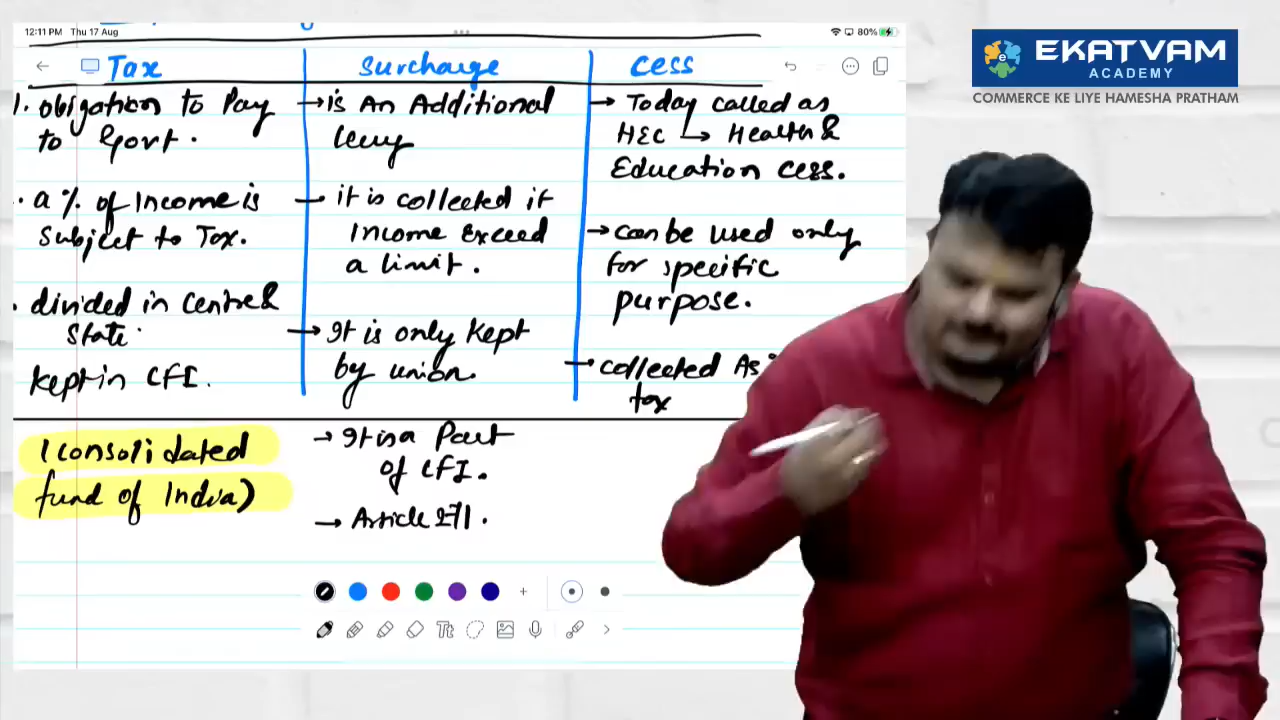 12:11 PM Thu 17 Aug
80%
EKATVAM
ACADEMY
COMMERCE KE LIYE HAMESHA PRATHAM
Tax
1. obigation to Pay
to Govt.
. a % of Income is
subject to Tax.
. divided in Centre &
State.
kept in CFI.
(consolidated
fund of India)
Surcharge
→ is An Additional
levy
→ it is collected if
Income Exceed
a limit.
→ It is only kept
by union.
→ It is a Part
of CFI.
→ Article 271.
Cess
→ Today called as
HEC → Health &
Education cess.
→ can be used only
for specific
purpose.
→ collected As
tax
Tt